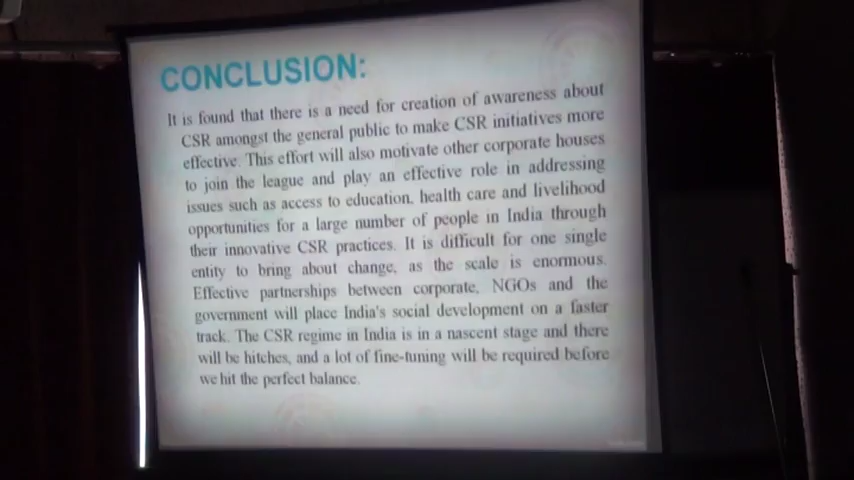 CONCLUSION:
It is found that there is a need for creation of awareness about
CSR amongst the general public to make CSR initiatives more
effective. This effort will also motivate other corporate houses
to join the league and play an effective role in addressing
issues such as access to education, health care and livelihood
opportunities for a large number of people in India through
their innovative CSR practices. It is difficult for one single
entity to bring about change, as the scale is enormous.
Effective partnerships between corporate, NGOs and the
government will place India's social development on a faster
track. The CSR regime in India is in a nascent stage and there
will be hitches, and a lot of fine-tuning will be required before
we hit the perfect balance.